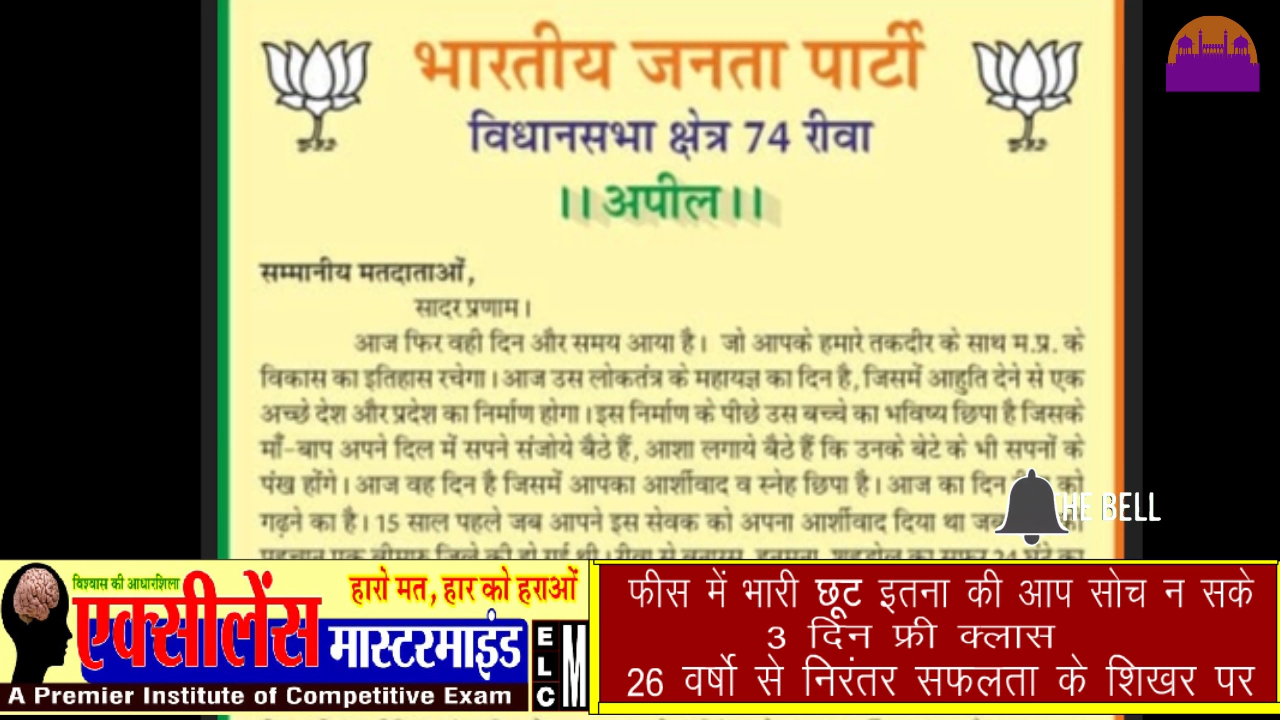 भारतीय जनता पार्टी
विधानसभा क्षेत्र 74 रीवा
।।अपील।।
सम्मानीय मतदाताओं,
सादर प्रणाम।
आज फिर वही दिन और समय आया है। जो आपके हमारे तकदीर के साथ म.प्र. के
विकास का इतिहास रचेगा। आज उस लोकतंत्र के महायज्ञ का दिन है, जिसमें आहुति देने से एक
अच्छे देश और प्रदेश का निर्माण होगा। इस निर्माण के पीछे उस बच्चे का भविष्य छिपा है जिसके
माँ-बाप अपने दिल में सपने संजोये बैठे हैं, आशा लगाये बैठे हैं कि उनके बेटे के भी सपनों के
पंख होंगे। आज वह दिन है जिसमें आपका आर्शीवाद व स्नेह छिपा है। आज का दिन को
गढ़ने का है। 15 साल पहले जब आपने इस सेवक को अपना आर्शीवाद दिया था
HE BELL
विश्वास की आधारशिला
एक्सीलेंस
हारो मत, हार को हराओं
मास्टरमाइंड
ELC
M
A Premier Institute of Competitive Exam
फीस में भारी छूट इतना की आप सोच न सके
3 दिन फ्री क्लास
26 वर्षो से निरंतर सफलता के शिखर पर